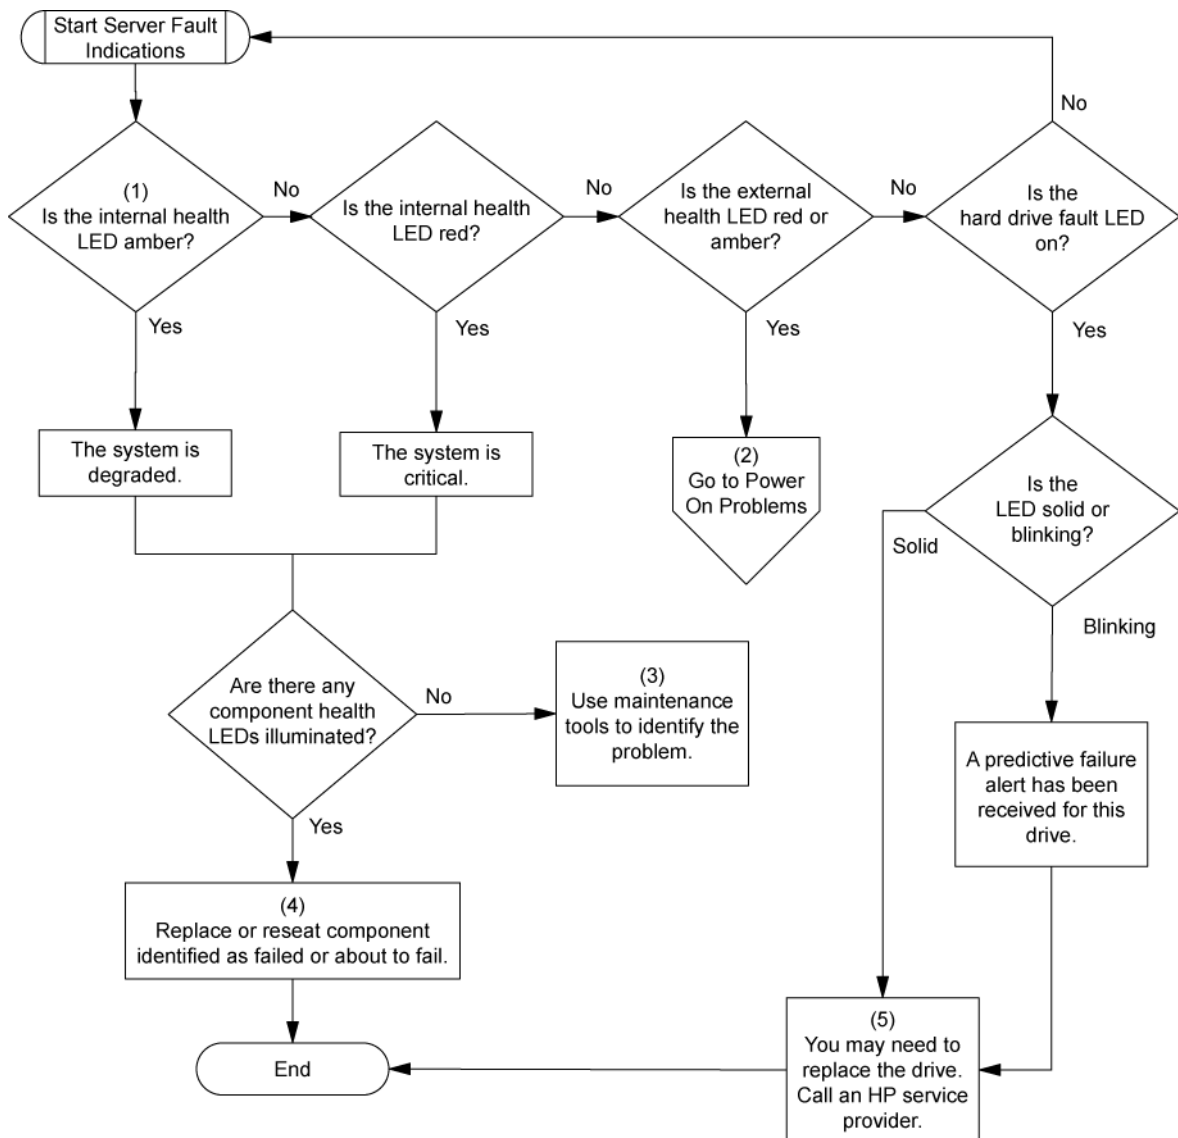 Start Server Fault
Indications
No
(1)
Is the internal health
LED amber?
No
Is the internal health
LED red?
No
Is the external
health LED red or
amber?
No
Is the
hard drive fault LED
on?
Yes
Yes
Yes
Yes
The system is
degraded.
The system is
critical.
(2)
Go to Power
On Problems
Is the
LED solid or
blinking?
Solid
Blinking
Are there any
component health
LEDs illuminated?
No
(3)
Use maintenance
tools to identify the
problem.
A predictive failure
alert has been
received for this
drive.
Yes
(4)
Replace or reseat component
identified as failed or about to fail.
End
(5)
You may need to
replace the drive.
Call an HP service
provider.